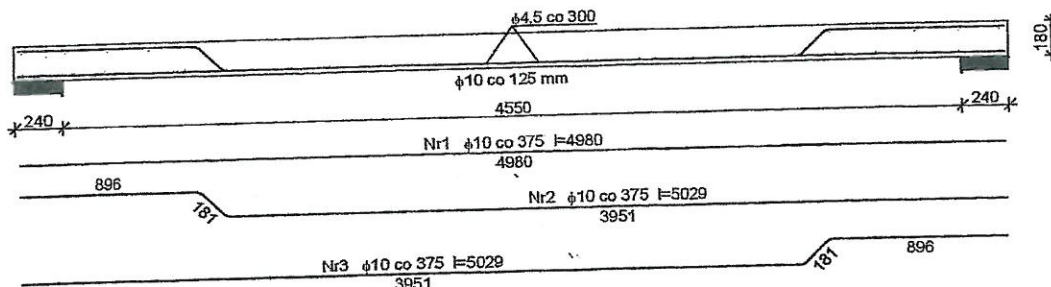 ϕ4.5 co 300
180
ϕ10 co 125 mm
240 4550 240
Nr1 ϕ10 co 375 l=4980
4980
896
181
Nr2 ϕ10 co 375 l=5029
3951
Nr3 ϕ10 co 375 l=5029
3951
181
896